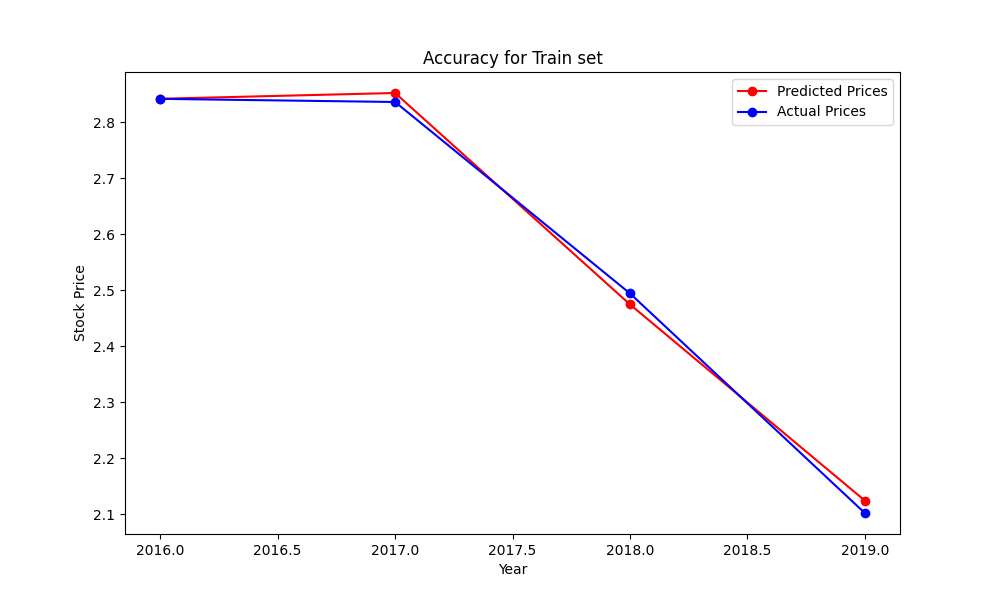 Accuracy for Train set
Predicted Prices
Actual Prices
Stock Price
2.8
2.7
2.6
2.5
2.4
2.3
2.2
2.1
2016.0 2016.5 2017.0 2017.5 2018.0 2018.5 2019.0
Year